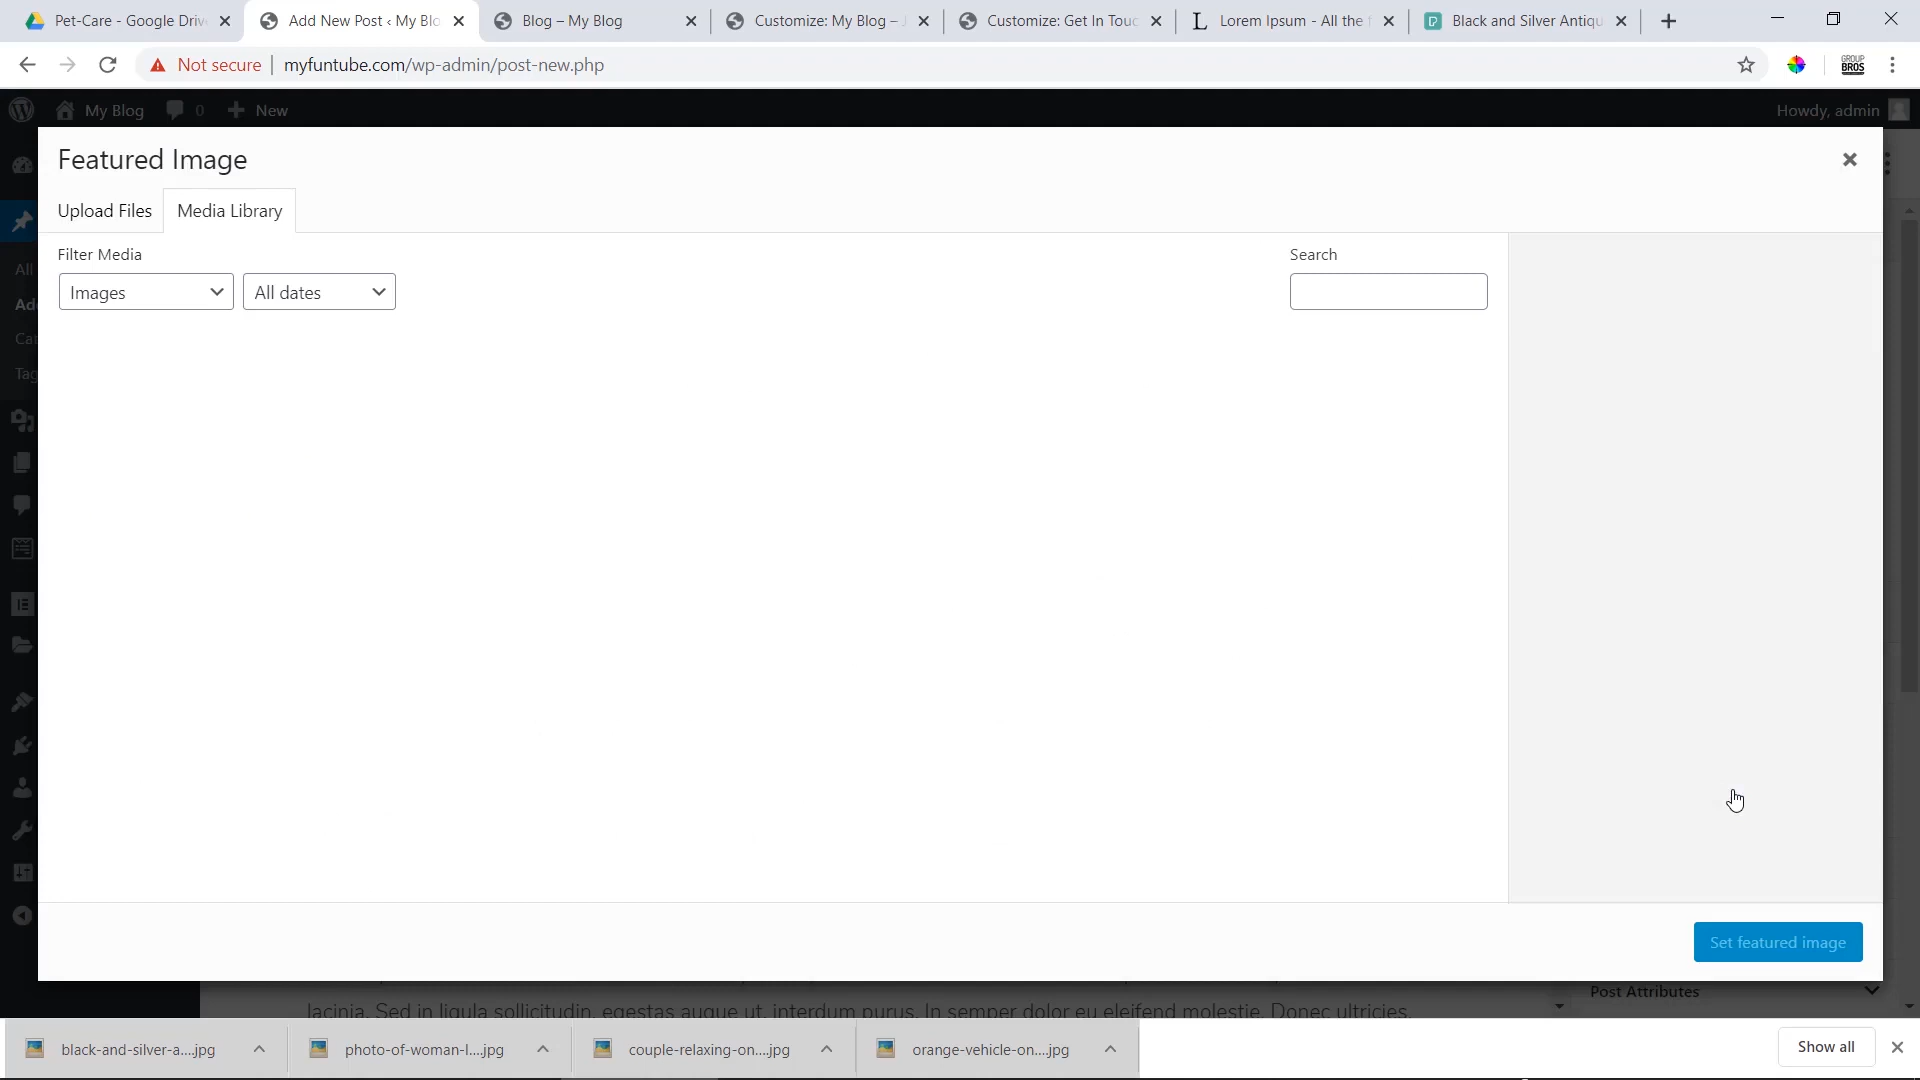 Pet-Care - Google Driv
Add New Post ‹ My Blo
Blog – My Blog
Customize: My Blog –
Customize: Get In Touc
Lorem Ipsum - All the f
Black and Silver Antiqu
Not secure
myfuntube.com/wp-admin/post-new.php
GROUP BROS
My Blog
0
New
Howdy, admin
Featured Image
Upload Files
Media Library
Filter Media
Search
Images
All dates
All
Add
Cat
Tag
Set featured image
Post Attributes
lacinia. Sed in ligula sollicitudin, egestas augue ut, interdum purus. In semper dolor eu eleifend molestie. Donec ultricies,
black-and-silver-a....jpg
photo-of-woman-l....jpg
couple-relaxing-on....jpg
orange-vehicle-on....jpg
Show all